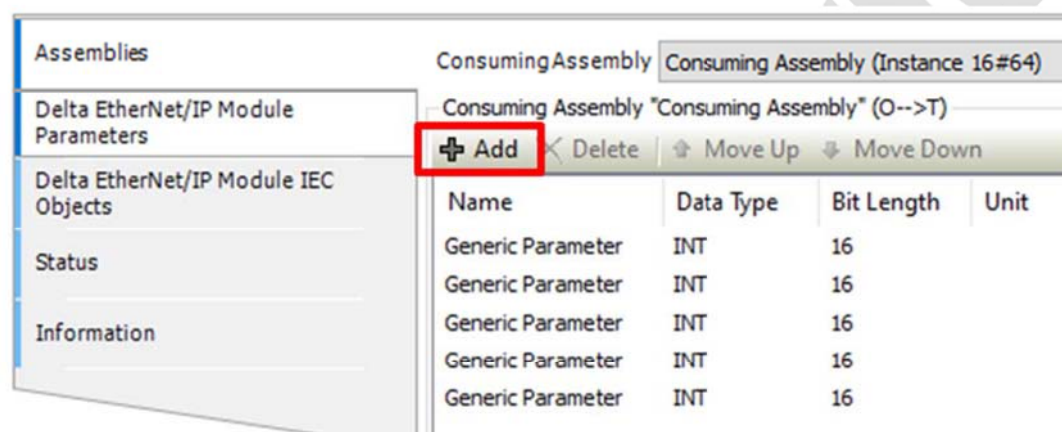 Assemblies
Delta EtherNet/IP Module
Parameters
Delta EtherNet/IP Module IEC
Objects
Status
Information
Consuming Assembly Consuming Assembly (Instance 16#64)
Consuming Assembly "Consuming Assembly" (O-->T)
Add Delete Move Up Move Down
Name Data Type Bit Length Unit
Generic Parameter INT 16
Generic Parameter INT 16
Generic Parameter INT 16
Generic Parameter INT 16
Generic Parameter INT 16